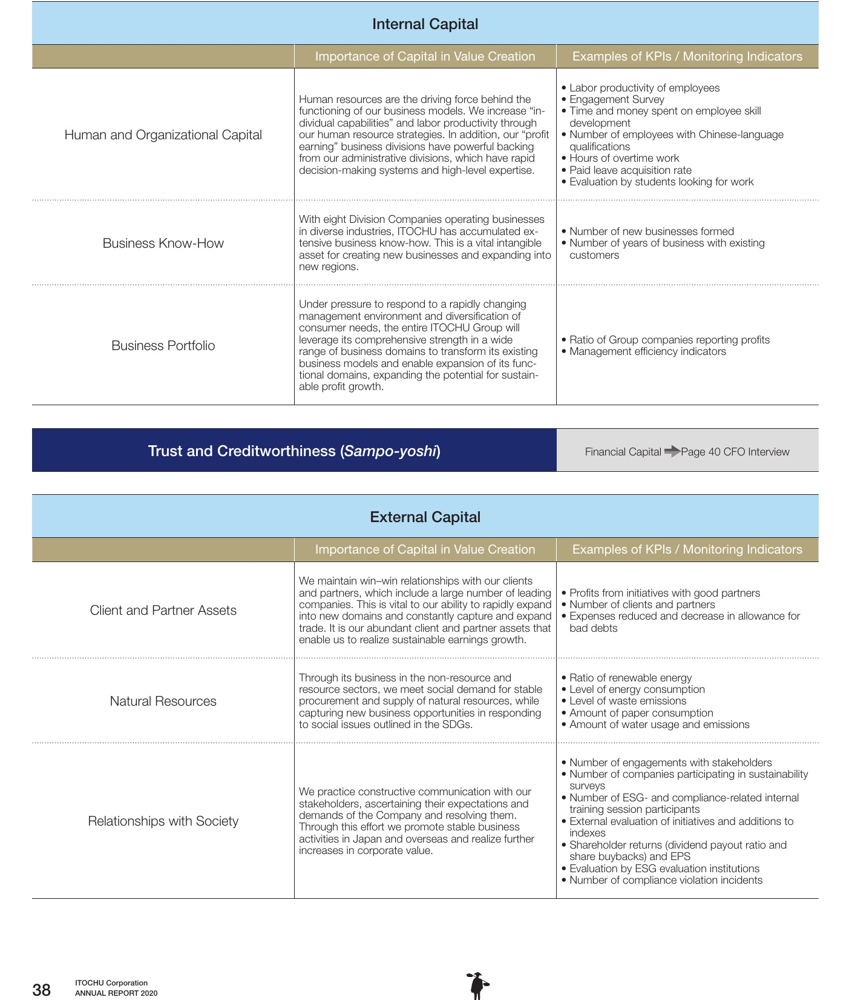 Internal Capital
Importance of Capital in Value Creation
Examples of KPIs / Monitoring Indicators
Human and Organizational Capital
Human resources are the driving force behind the
functioning of our business models. We increase “in-
dividual capabilities” and labor productivity through
our human resource strategies. In addition, our “profit
earning” business divisions have powerful backing
from our administrative divisions, which have rapid
decision-making systems and high-level expertise.
• Labor productivity of employees
• Engagement Survey
• Time and money spent on employee skill
development
• Number of employees with Chinese-language
qualifications
• Hours of overtime work
• Paid leave acquisition rate
• Evaluation by students looking for work
Business Know-How
With eight Division Companies operating businesses
in diverse industries, ITOCHU has accumulated ex-
tensive business know-how. This is a vital intangible
asset for creating new businesses and expanding into
new regions.
• Number of new businesses formed
• Number of years of business with existing
customers
Business Portfolio
Under pressure to respond to a rapidly changing
management environment and diversification of
consumer needs, the entire ITOCHU Group will
leverage its comprehensive strength in a wide
range of business domains to transform its existing
business models and enable expansion of its func-
tional domains, expanding the potential for sustain-
able profit growth.
• Ratio of Group companies reporting profits
• Management efficiency indicators
Trust and Creditworthiness (Sampo-yoshi)
Financial Capital ➡Page 40 CFO Interview
External Capital
Importance of Capital in Value Creation
Examples of KPIs / Monitoring Indicators
Client and Partner Assets
We maintain win–win relationships with our clients
and partners, which include a large number of leading
companies. This is vital to our ability to rapidly expand
into new domains and constantly capture and expand
trade. It is our abundant client and partner assets that
enable us to realize sustainable earnings growth.
• Profits from initiatives with good partners
• Number of clients and partners
• Expenses reduced and decrease in allowance for
bad debts
Natural Resources
Through its business in the non-resource and
resource sectors, we meet social demand for stable
procurement and supply of natural resources, while
capturing new business opportunities in responding
to social issues outlined in the SDGs.
• Ratio of renewable energy
• Level of energy consumption
• Level of waste emissions
• Amount of paper consumption
• Amount of water usage and emissions
Relationships with Society
We practice constructive communication with our
stakeholders, ascertaining their expectations and
demands of the Company and resolving them.
Through this effort we promote stable business
activities in Japan and overseas and realize further
increases in corporate value.
• Number of engagements with stakeholders
• Number of companies participating in sustainability
surveys
• Number of ESG- and compliance-related internal
training session participants
• External evaluation of initiatives and additions to
indexes
• Shareholder returns (dividend payout ratio and
share buybacks) and EPS
• Evaluation by ESG evaluation institutions
• Number of compliance violation incidents
38
ITOCHU Corporation
ANNUAL REPORT 2020